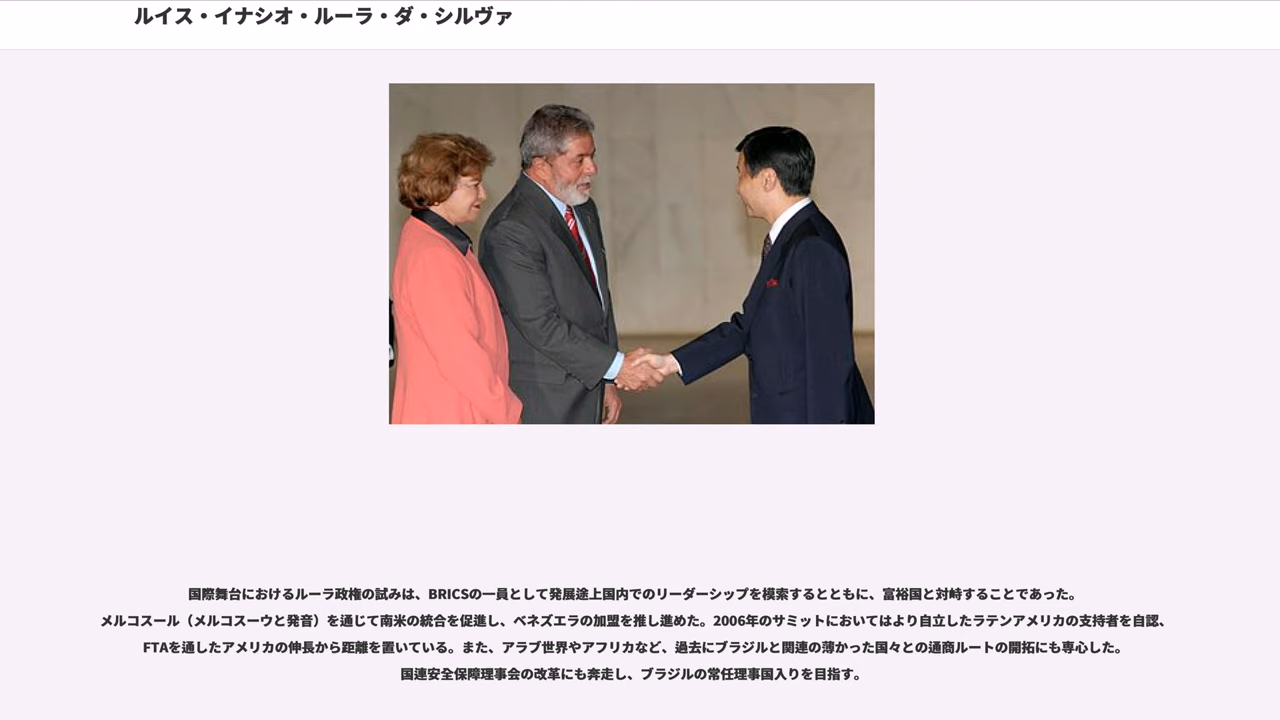 ルイス・イナシオ・ルーラ・ダ・シルヴァ
国際舞台におけるルーラ政権の試みは、BRICSの一員として発展途上国内でのリーダーシップを模索するとともに、富裕国と対峙することであった。
メルコスール（メルコスーウと発音）を通じて南米の統合を促進し、ベネズエラの加盟を推し進めた。2006年のサミットにおいてはより自立したラテンアメリカの支持者を自認、
FTAを通したアメリカの伸長から距離を置いている。また、アラブ世界やアフリカなど、過去にブラジルと関連の薄かった国々との通商ルートの開拓にも専心した。
国連安全保障理事会の改革にも奔走し、ブラジルの常任理事国入りを目指す。